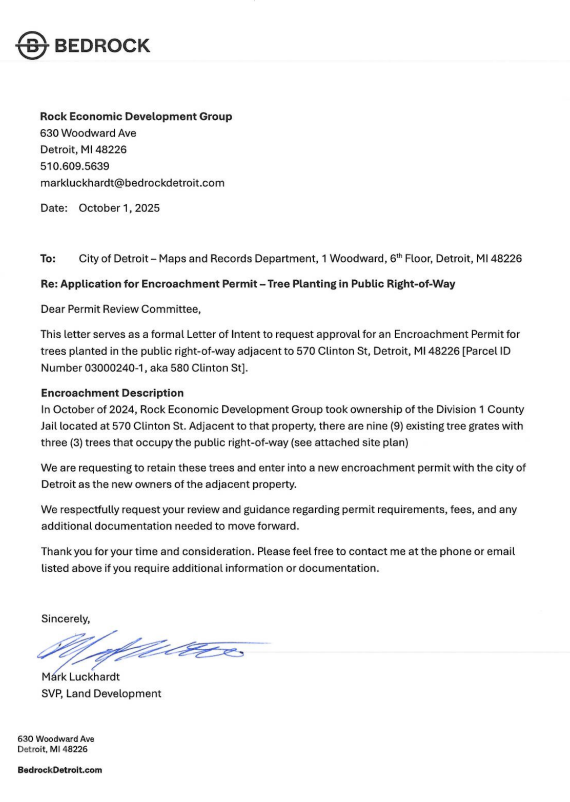 BEDROCK
Rock Economic Development Group
630 Woodward Ave
Detroit, MI 48226
510.609.5639
markluckhardt@bedrockdetroit.com
Date: October 1, 2025
To: City of Detroit – Maps and Records Department, 1 Woodward, 6th Floor, Detroit, MI 48226
Re: Application for Encroachment Permit – Tree Planting in Public Right-of-Way
Dear Permit Review Committee,
This letter serves as a formal Letter of Intent to request approval for an Encroachment Permit for
trees planted in the public right-of-way adjacent to 570 Clinton St, Detroit, MI 48226 [Parcel ID
Number 03000240-1, aka 580 Clinton St].
Encroachment Description
In October of 2024, Rock Economic Development Group took ownership of the Division 1 County
Jail located at 570 Clinton St. Adjacent to that property, there are nine (9) existing tree grates with
three (3) trees that occupy the public right-of-way (see attached site plan)
We are requesting to retain these trees and enter into a new encroachment permit with the city of
Detroit as the new owners of the adjacent property.
We respectfully request your review and guidance regarding permit requirements, fees, and any
additional documentation needed to move forward.
Thank you for your time and consideration. Please feel free to contact me at the phone or email
listed above if you require additional information or documentation.
Sincerely,
Mark Luckhardt
SVP, Land Development
630 Woodward Ave
Detroit, MI 48226
BedrockDetroit.com